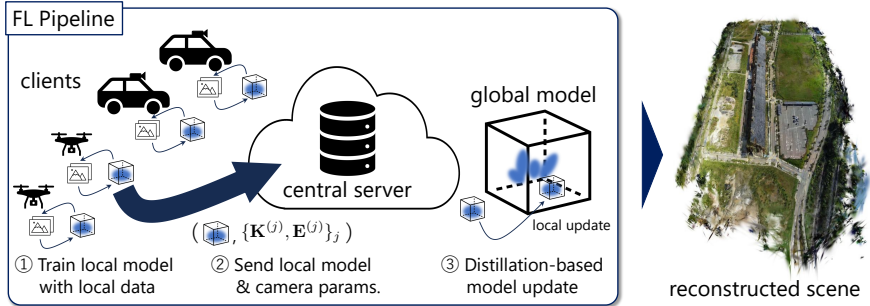 FL Pipeline
clients
central server
global model
local update
( , {K^(j), E^(j)}_j )
① Train local model
with local data
② Send local model
& camera params.
③ Distillation-based
model update
reconstructed scene